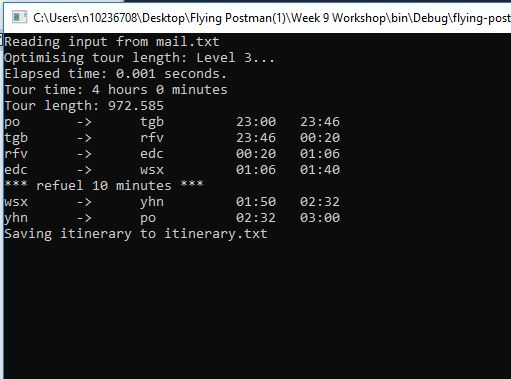 C:\Users\n10236708\Desktop\Flying Postman(1)\Week 9 Workshop\bin\Debug\flying-post
Reading input from mail.txt
Optimising tour length: Level 3...
Elapsed time: 0.001 seconds.
Tour time: 4 hours 0 minutes
Tour length: 972.585
po -> tgb 23:00 23:46
tgb -> rfv 23:46 00:20
rfv -> edc 00:20 01:06
edc -> wsx 01:06 01:40
*** refuel 10 minutes ***
wsx -> yhn 01:50 02:32
yhn -> po 02:32 03:00
Saving itinerary to itinerary.txt